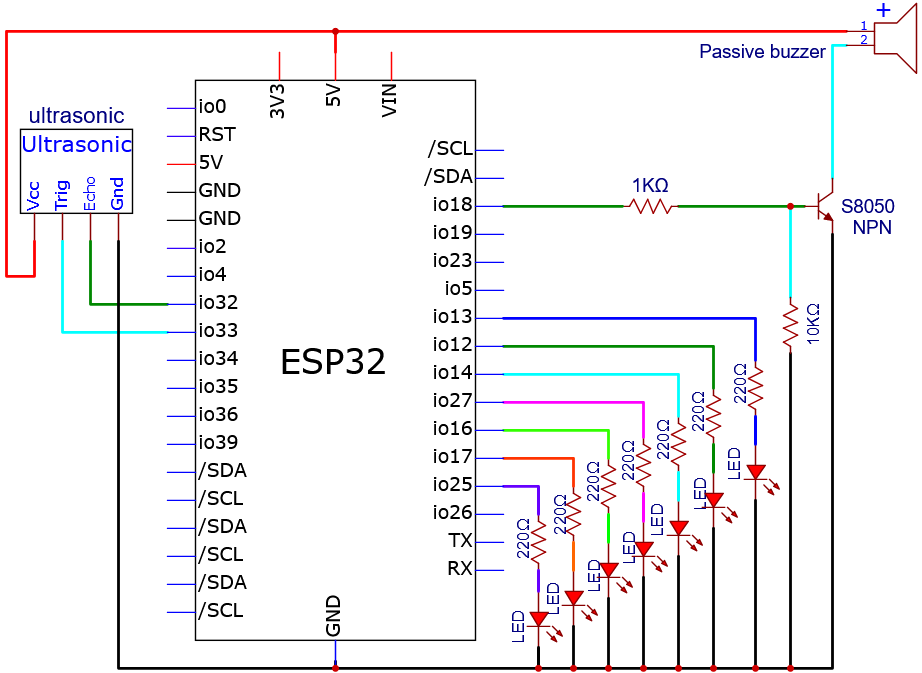 +
1
2
Passive buzzer
ultrasonic
Ultrasonic
Vcc
Trig
Echo
Gnd
3V3
5V
VIN
io0
RST
5V
GND
GND
io2
io4
io32
io33
io34
io35
io36
io39
/SDA
/SCL
/SDA
/SCL
/SDA
/SCL
ESP32
GND
/SCL
/SDA
io18
io19
io23
io5
io13
io12
io14
io27
io16
io17
io25
io26
TX
RX
1KΩ
S8050
NPN
10KΩ
220Ω
220Ω
220Ω
220Ω
220Ω
220Ω
220Ω
LED
LED
LED
LED
LED
LED
LED